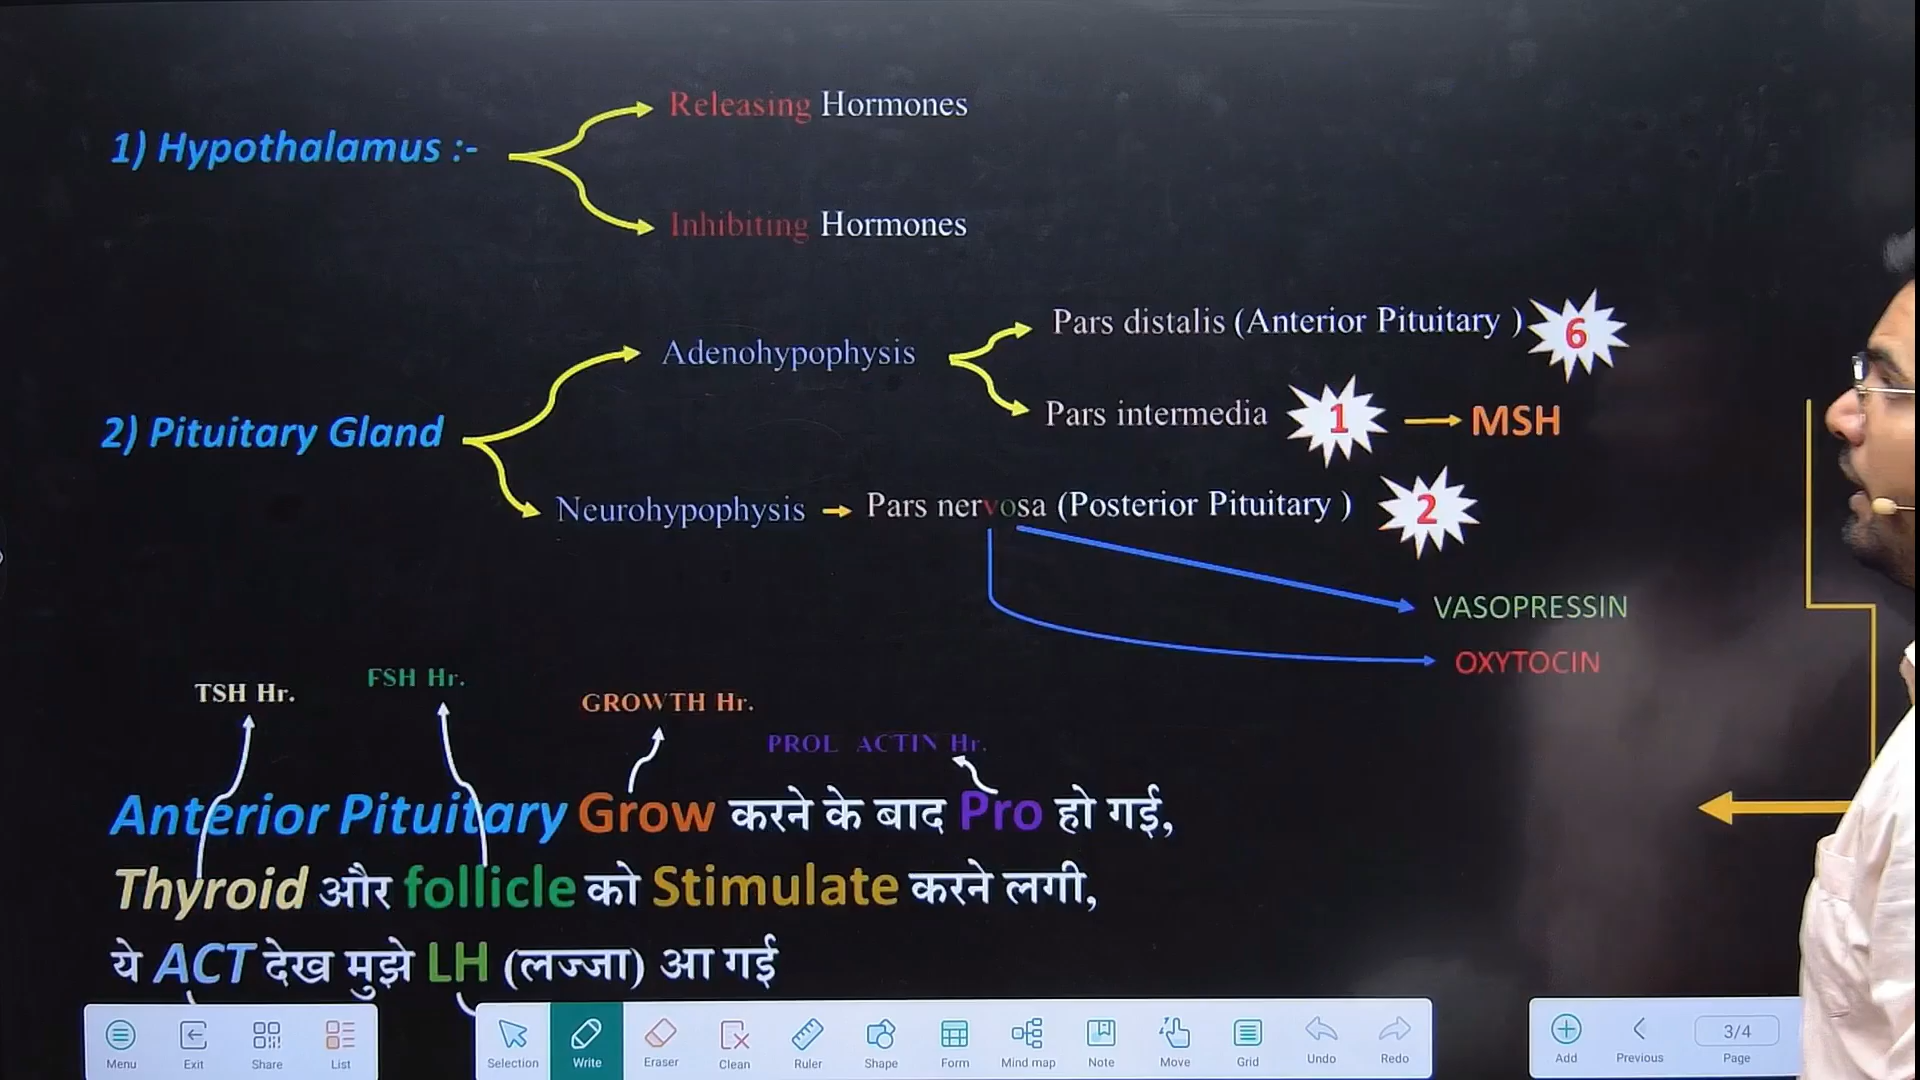 Releasing Hormones
1) Hypothalamus :-
Inhibiting Hormones
Pars distalis (Anterior Pituitary ) 6
Adenohypophysis
Pars intermedia 1 MSH
2) Pituitary Gland
Neurohypophysis Pars nervosa (Posterior Pituitary ) 2
VASOPRESSIN
OXYTOCIN
TSH Hr. FSH Hr.
GROWTH Hr.
PROL ACTIN Hr.
Anterior Pituitary Grow करने के बाद Pro हो गई,
Thyroid और follicle को Stimulate करने लगी,
ये ACT देख मुझे LH (लज्जा) आ गई
Menu Exit Share List Selection Write Eraser Clean Ruler Shape Form Mind map Note Move Grid Undo Redo Add Previous 3/4 Page